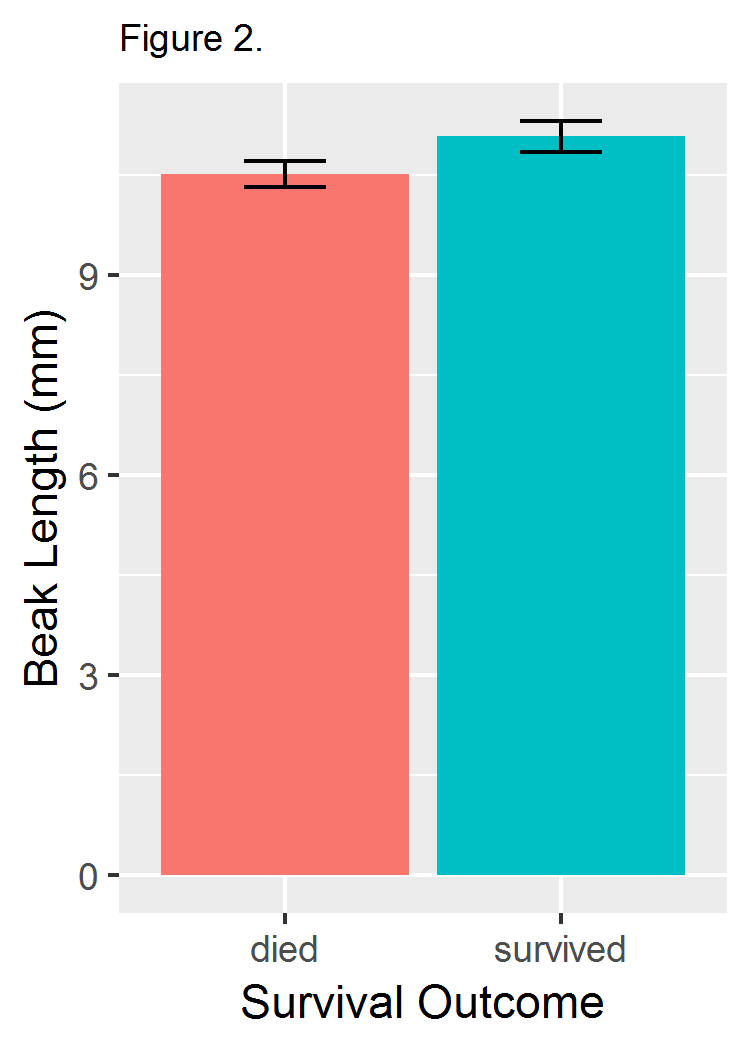 Figure 2.
Beak Length (mm)
9
6
3
0
died
survived
Survival Outcome